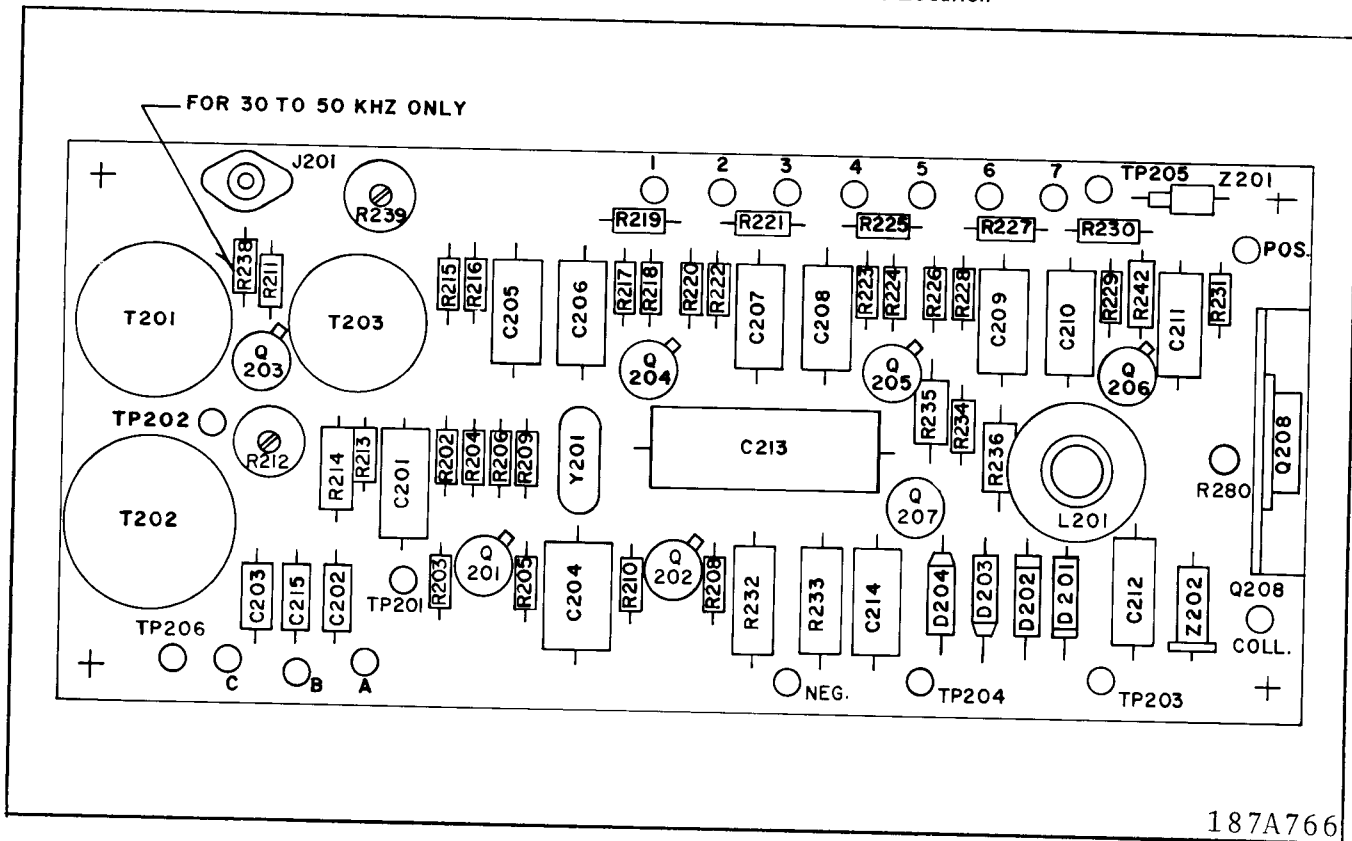 FOR 30 TO 50 KHZ ONLY
J201
R239
1
2
3
4
5
6
7
TP205
Z201
R219
R221
R225
R227
R230
POS.
R238
R211
R215
R216
C205
C206
R217
R218
R220
R222
C207
C208
R223
R224
R226
R228
C209
C210
R229
R242
C211
R231
T201
T203
Q
203
Q
204
Q
205
Q
206
TP202
R212
R214
R213
C201
R202
R204
R206
R209
Y201
C213
R235
R234
R236
L201
R280
Q208
T202
Q
207
C203
C215
C202
TP201
R203
Q
201
R205
C204
R210
Q
202
R208
R232
R233
C214
D204
D203
D202
D201
C212
Z202
Q208
COLL.
TP206
C
B
A
NEG.
TP204
TP203
187A766